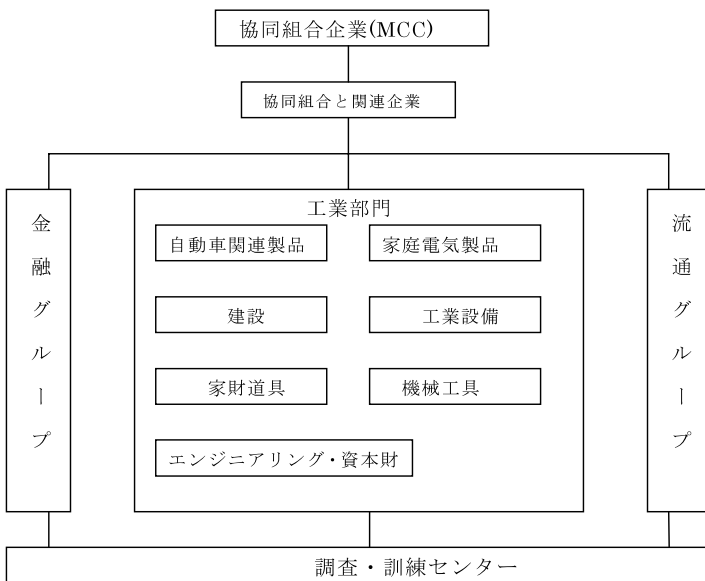 協同組合企業(MCC)
協同組合と関連企業
金融グループ
工業部門
自動車関連製品
家庭電気製品
建設
工業設備
家財道具
機械工具
エンジニアリング・資本財
流通グループ
調査・訓練センター